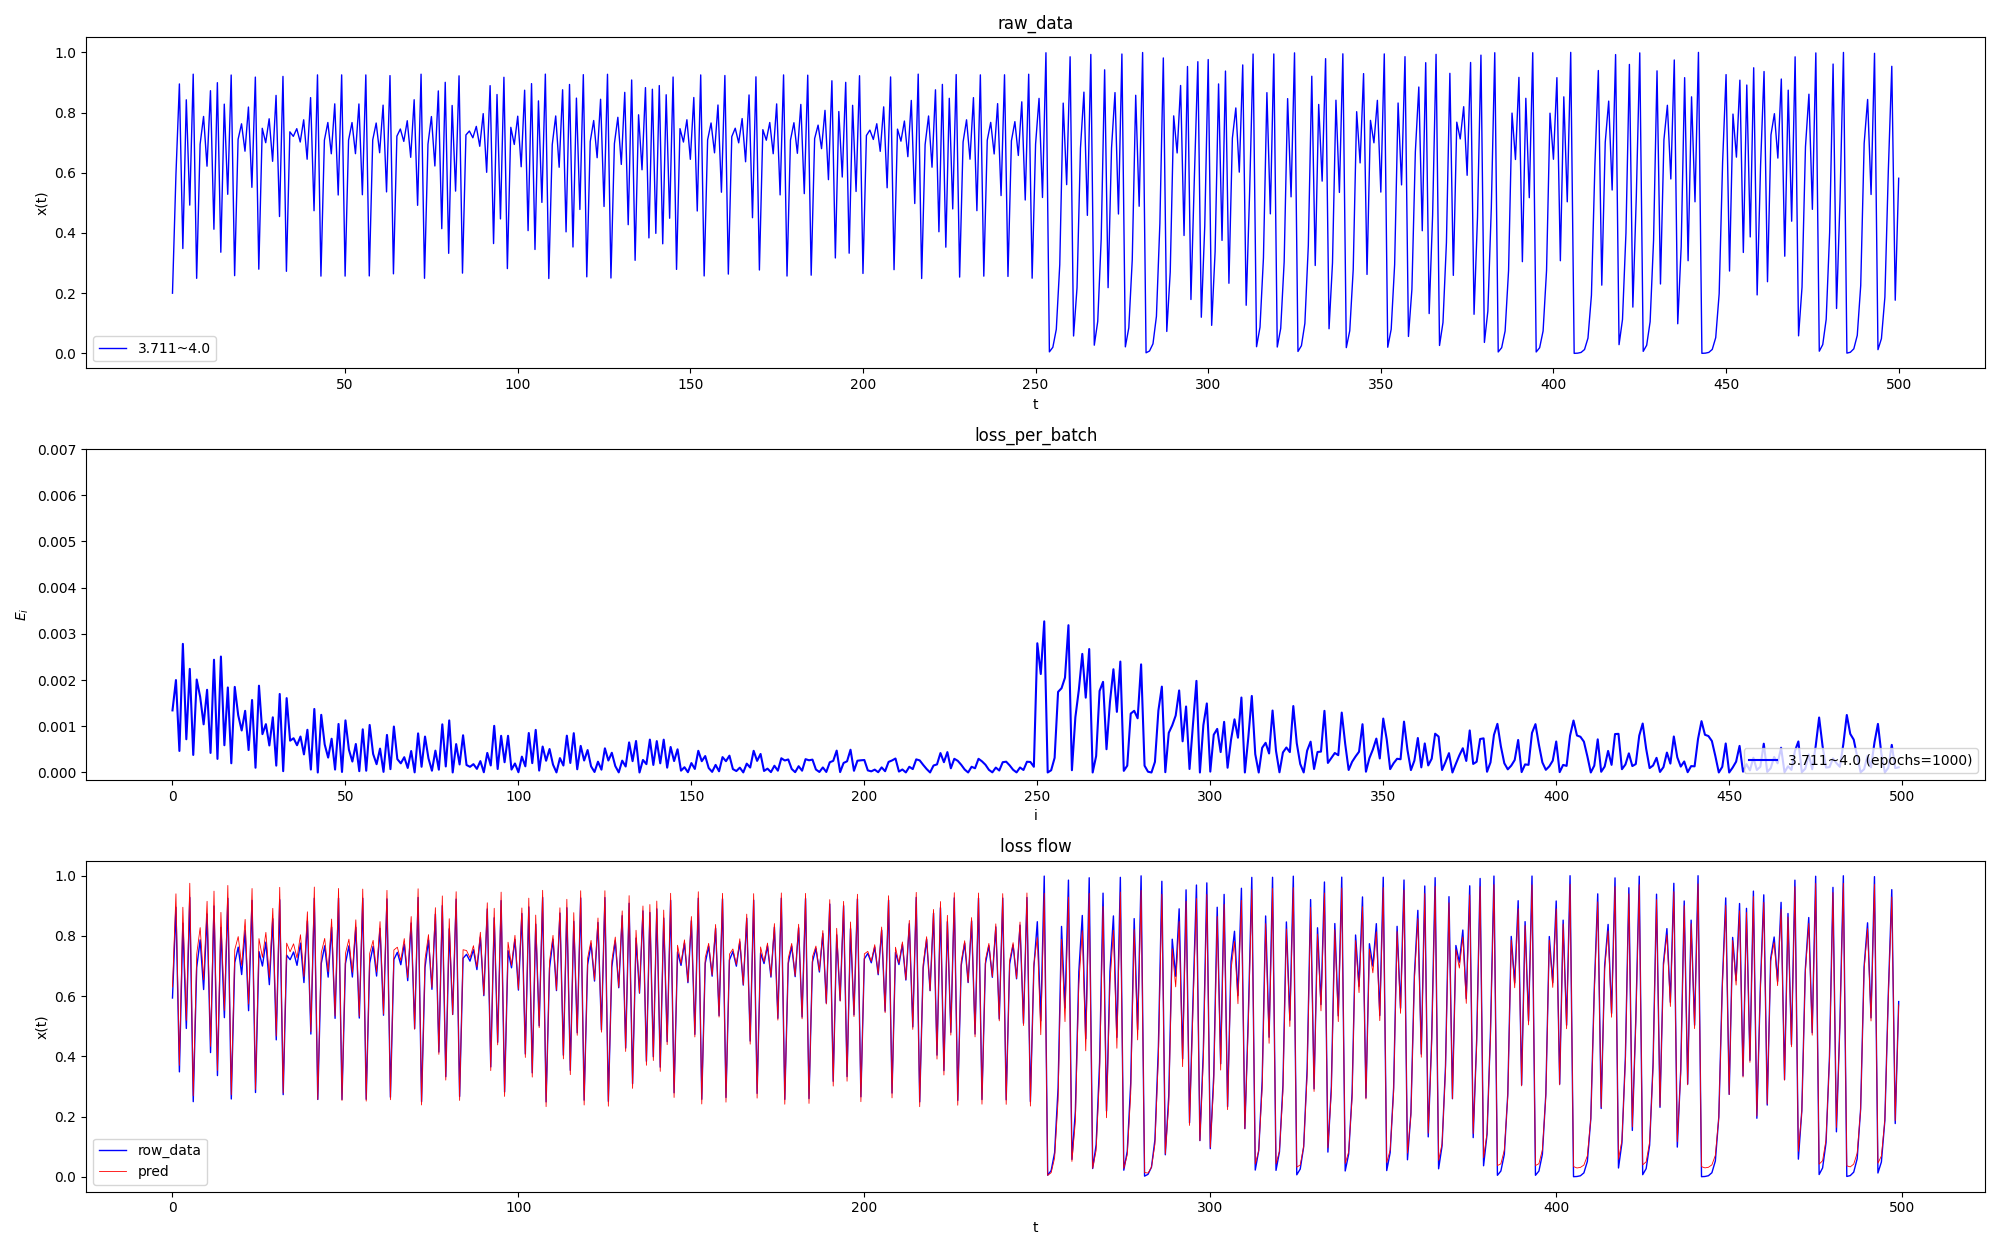 raw_data
1.0
0.8
0.6
0.4
0.2
0.0
x(t)
3.711~4.0
50 100 150 200 250 300 350 400 450 500
t
loss_per_batch
0.007
0.006
0.005
0.004
0.003
0.002
0.001
0.000
E_i
3.711~4.0 (epochs=1000)
0 50 100 150 200 250 300 350 400 450 500
i
loss flow
1.0
0.8
0.6
0.4
0.2
0.0
x(t)
row_data
pred
0 100 200 300 400 500
t